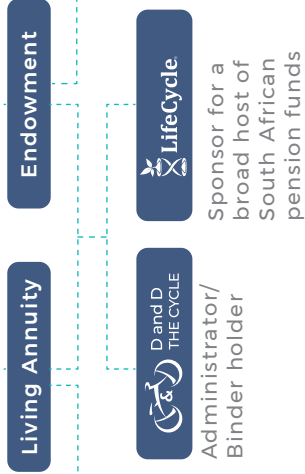 Living Annuity
Endowment
&
D and D
THE CYCLE
LifeCycle®
Administrator/
Binder holder
Sponsor for a
broad host of
South African
pension funds